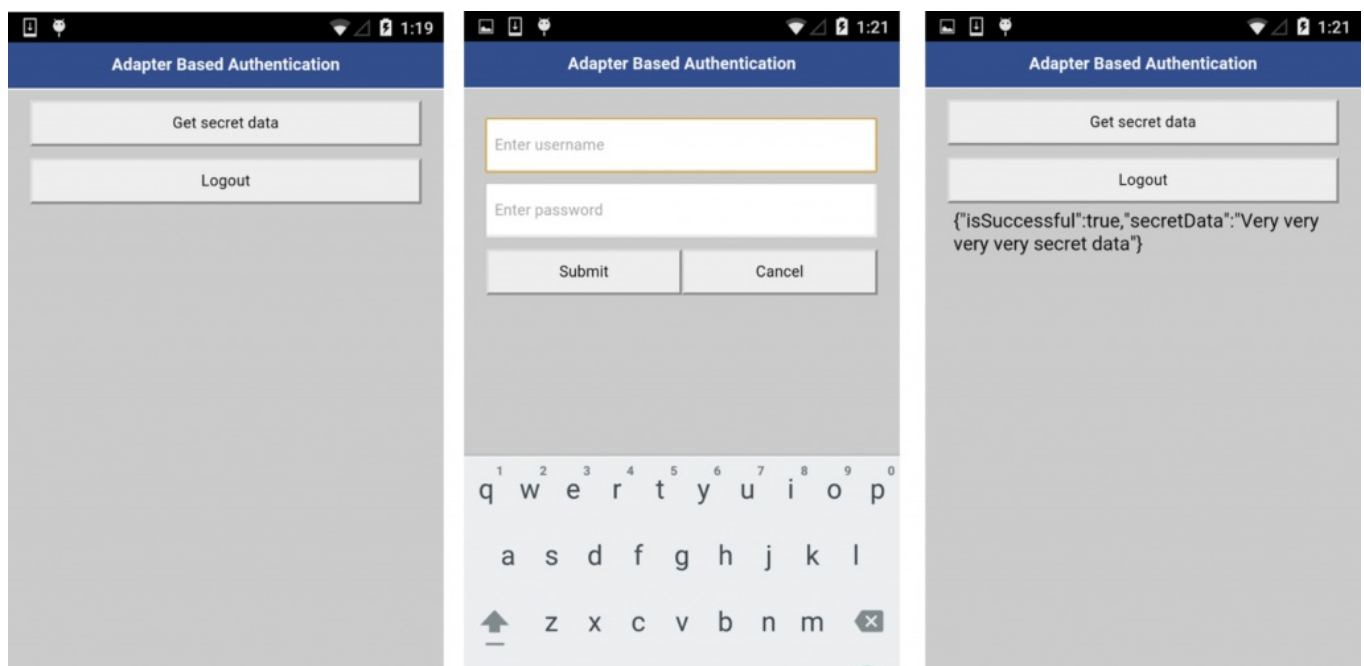 1:19
Adapter Based Authentication
Get secret data
Logout
1:21
Adapter Based Authentication
Enter username
Enter password
Submit Cancel
1 2 3 4 5 6 7 8 9 0
q w e r t y u i o p
a s d f g h j k l
z x c v b n m
1:21
Adapter Based Authentication
Get secret data
Logout
{"isSuccessful":true,"secretData":"Very very
very very secret data"}